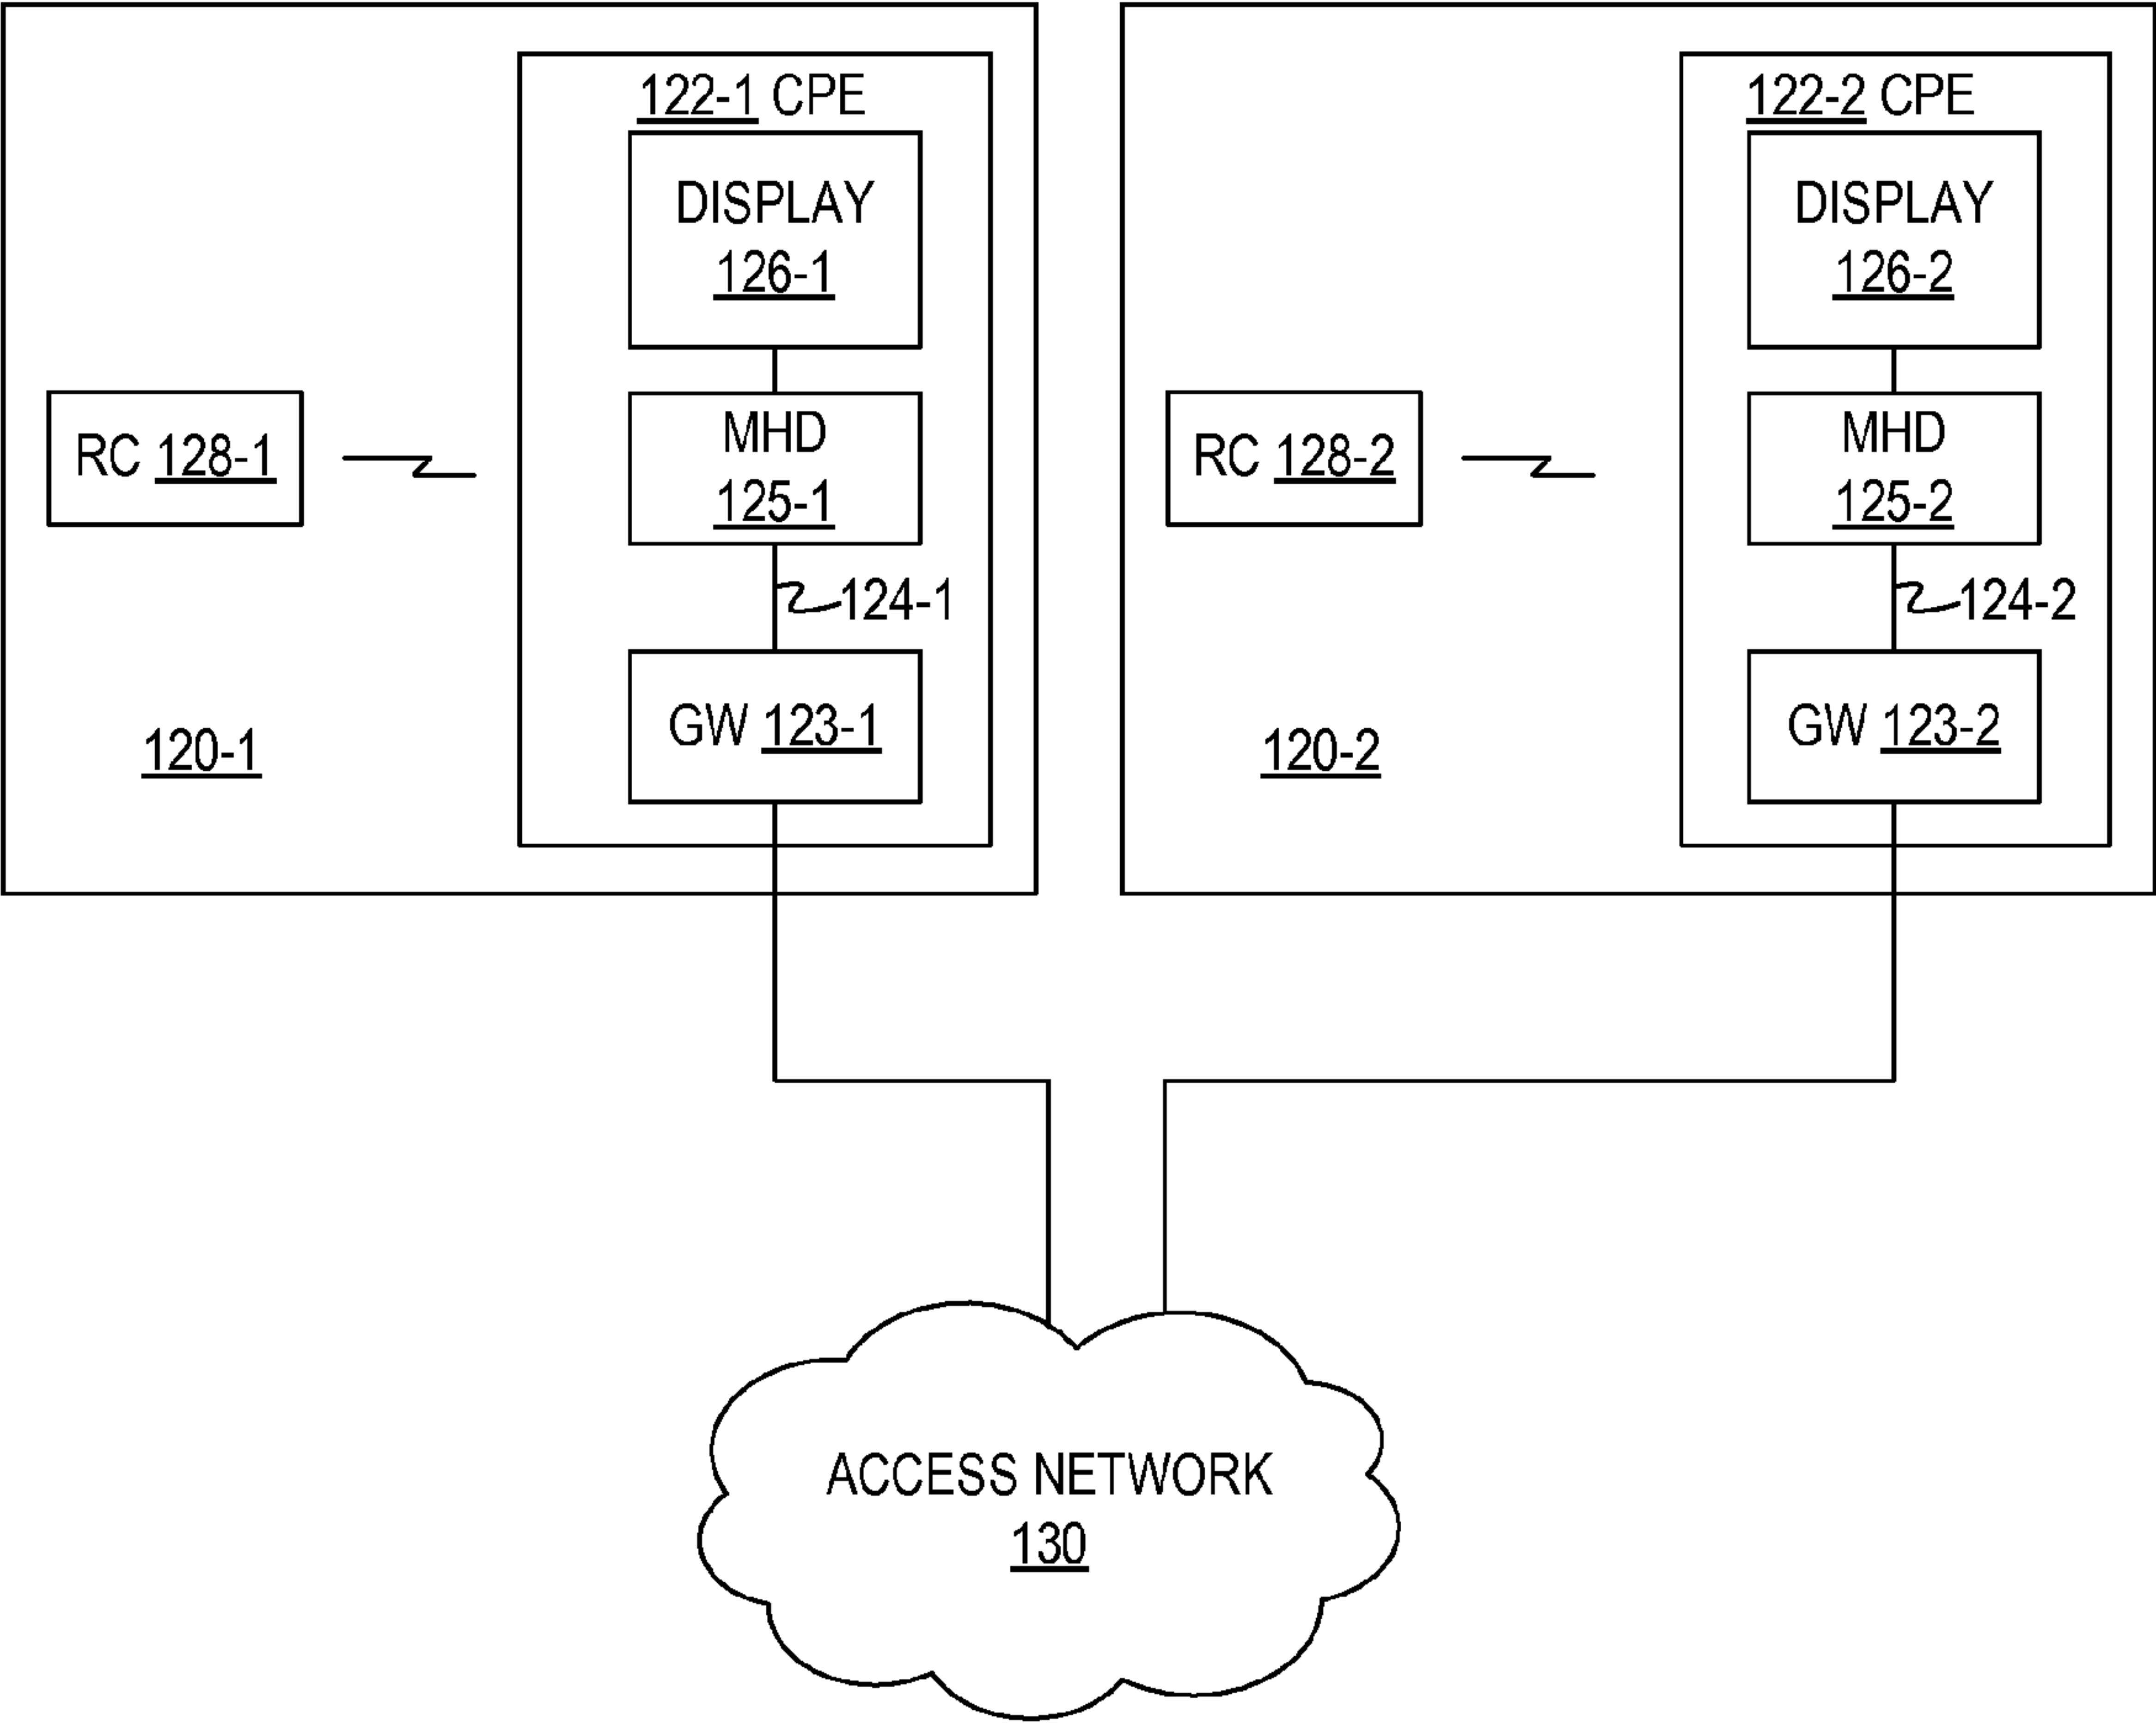 122-1 CPE
DISPLAY
126-1
RC 128-1
MHD
125-1
124-1
GW 123-1
120-1
122-2 CPE
DISPLAY
126-2
RC 128-2
MHD
125-2
124-2
GW 123-2
120-2
ACCESS NETWORK
130